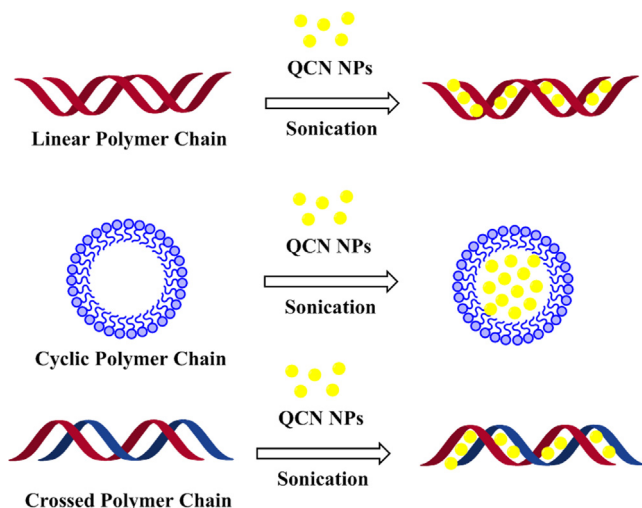 QCN NPs
Sonication
Linear Polymer Chain
QCN NPs
Sonication
Cyclic Polymer Chain
QCN NPs
Sonication
Crossed Polymer Chain